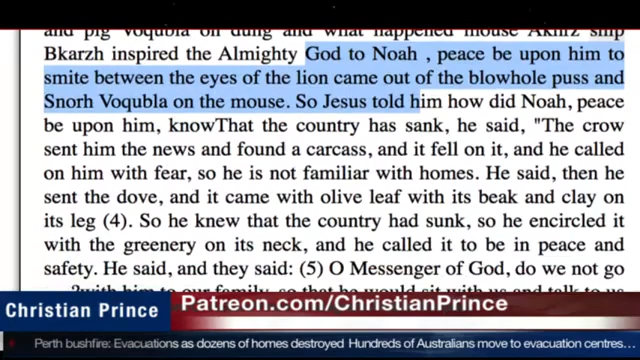 and pig Voqubla on dung and what happened mouse Akhrz ship
Bkarzh inspired the Almighty God to Noah , peace be upon him to
smite between the eyes of the lion came out of the blowhole puss and
Snorh Voqubla on the mouse. So Jesus told him how did Noah, peace
be upon him, knowThat the country has sank, he said, "The crow
sent him the news and found a carcass, and it fell on it, and he called
on him with fear, so he is not familiar with homes. He said, then he
sent the dove, and it came with olive leaf with its beak and clay on
its leg (4). So he knew that the country had sunk, so he encircled it
with the greenery on its neck, and he called it to be in peace and
safety. He said, and they said: (5) O Messenger of God, do we not go
with him to our family, so that he would sit with us and talk to us
Christian Prince
Patreon.com/ChristianPrince
Perth bushfire: Evacuations as dozens of homes destroyed Hundreds of Australians move to evacuation centres…